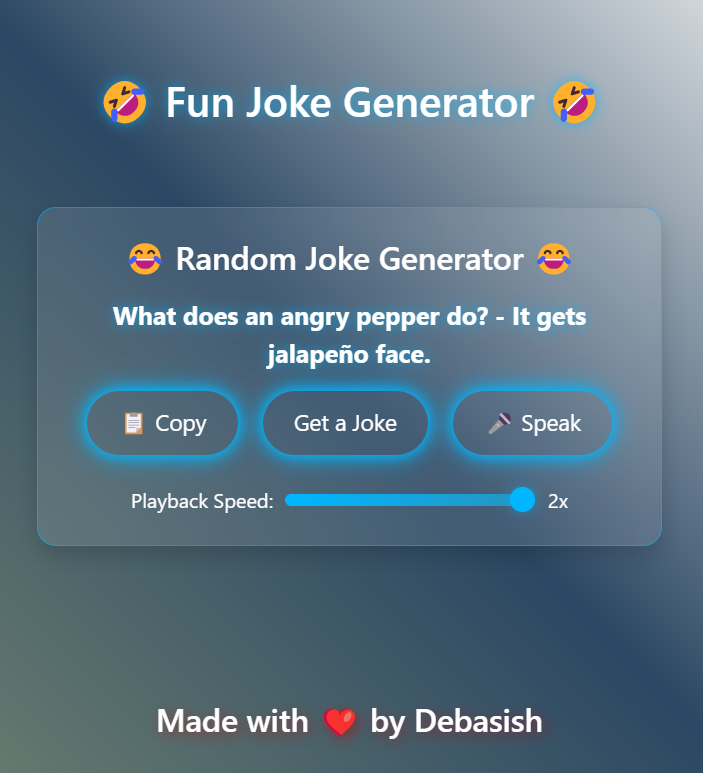 🤣 Fun Joke Generator 🤣
😂 Random Joke Generator 😂
What does an angry pepper do? - It gets
jalapeño face.
📋 Copy
Get a Joke
🎤 Speak
Playback Speed: 2x
Made with ❤️ by Debasish